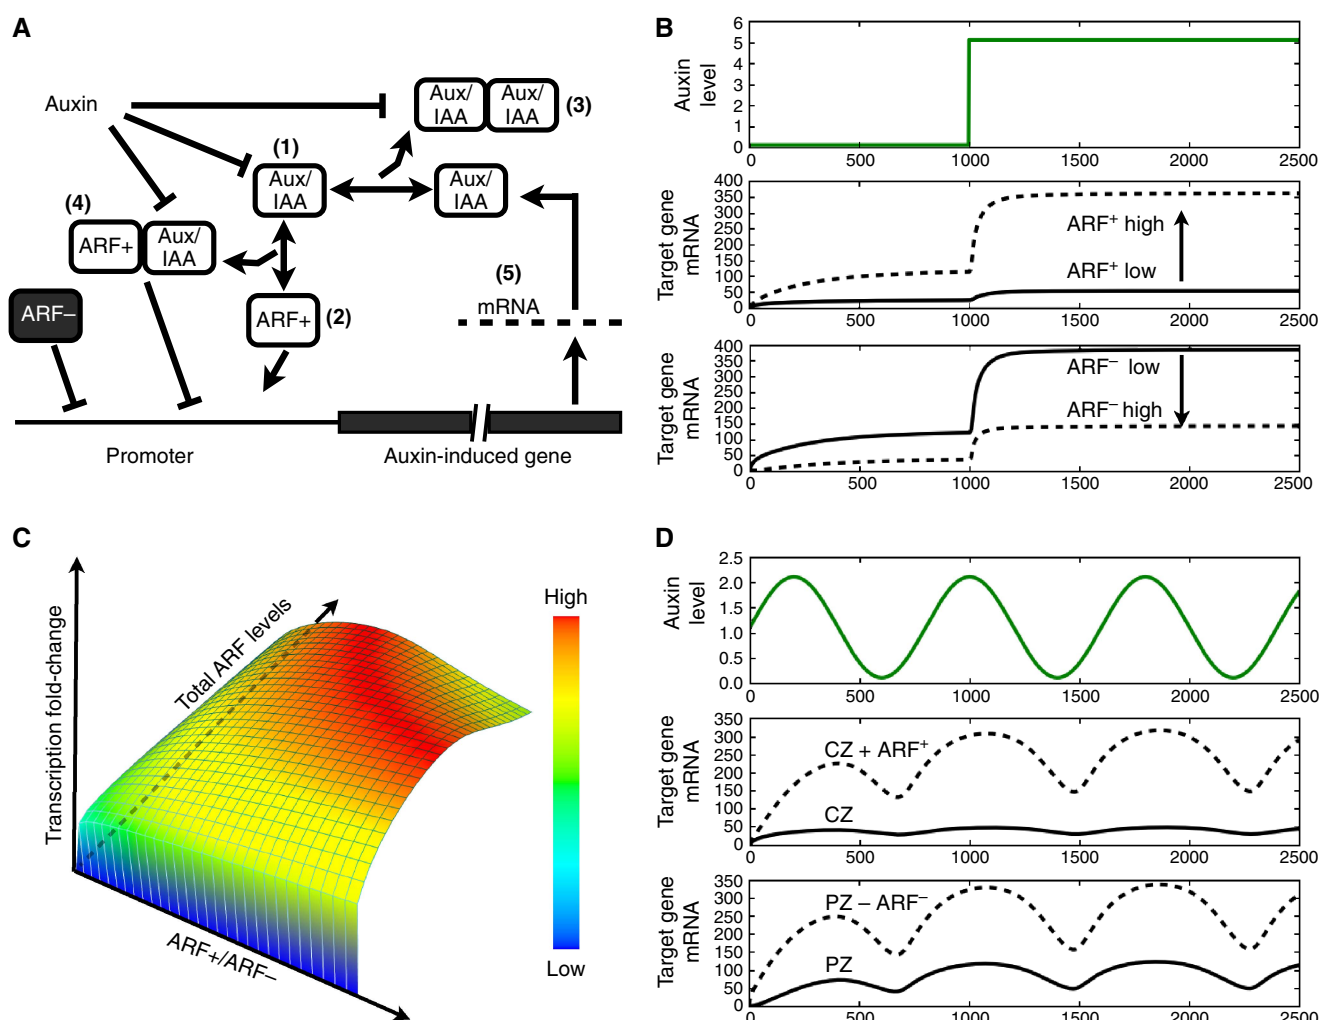 A
Auxin
Aux/
IAA
Aux/
IAA
(3)
(1)
Aux/
IAA
Aux/
IAA
(4)
ARF+
Aux/
IAA
(5)
mRNA
ARF–
ARF+
(2)
Promoter
Auxin-induced gene
B
Auxin
level
6
5
4
3
2
1
0
0
500
1000
1500
2000
2500
Target gene
mRNA
400
350
300
250
200
150
100
50
0
ARF+ high
ARF+ low
0
500
1000
1500
2000
2500
Target gene
mRNA
400
350
300
250
200
150
100
50
0
ARF– low
ARF– high
0
500
1000
1500
2000
2500
C
Transcription fold-change
Total ARF levels
ARF+/ARF–
High
Low
D
Auxin
level
2.5
2.0
1.5
1.0
0.5
0.0
0
500
1000
1500
2000
2500
Target gene
mRNA
350
300
250
200
150
100
50
0
CZ + ARF+
CZ
0
500
1000
1500
2000
2500
Target gene
mRNA
350
300
250
200
150
100
50
0
PZ – ARF–
PZ
0
500
1000
1500
2000
2500